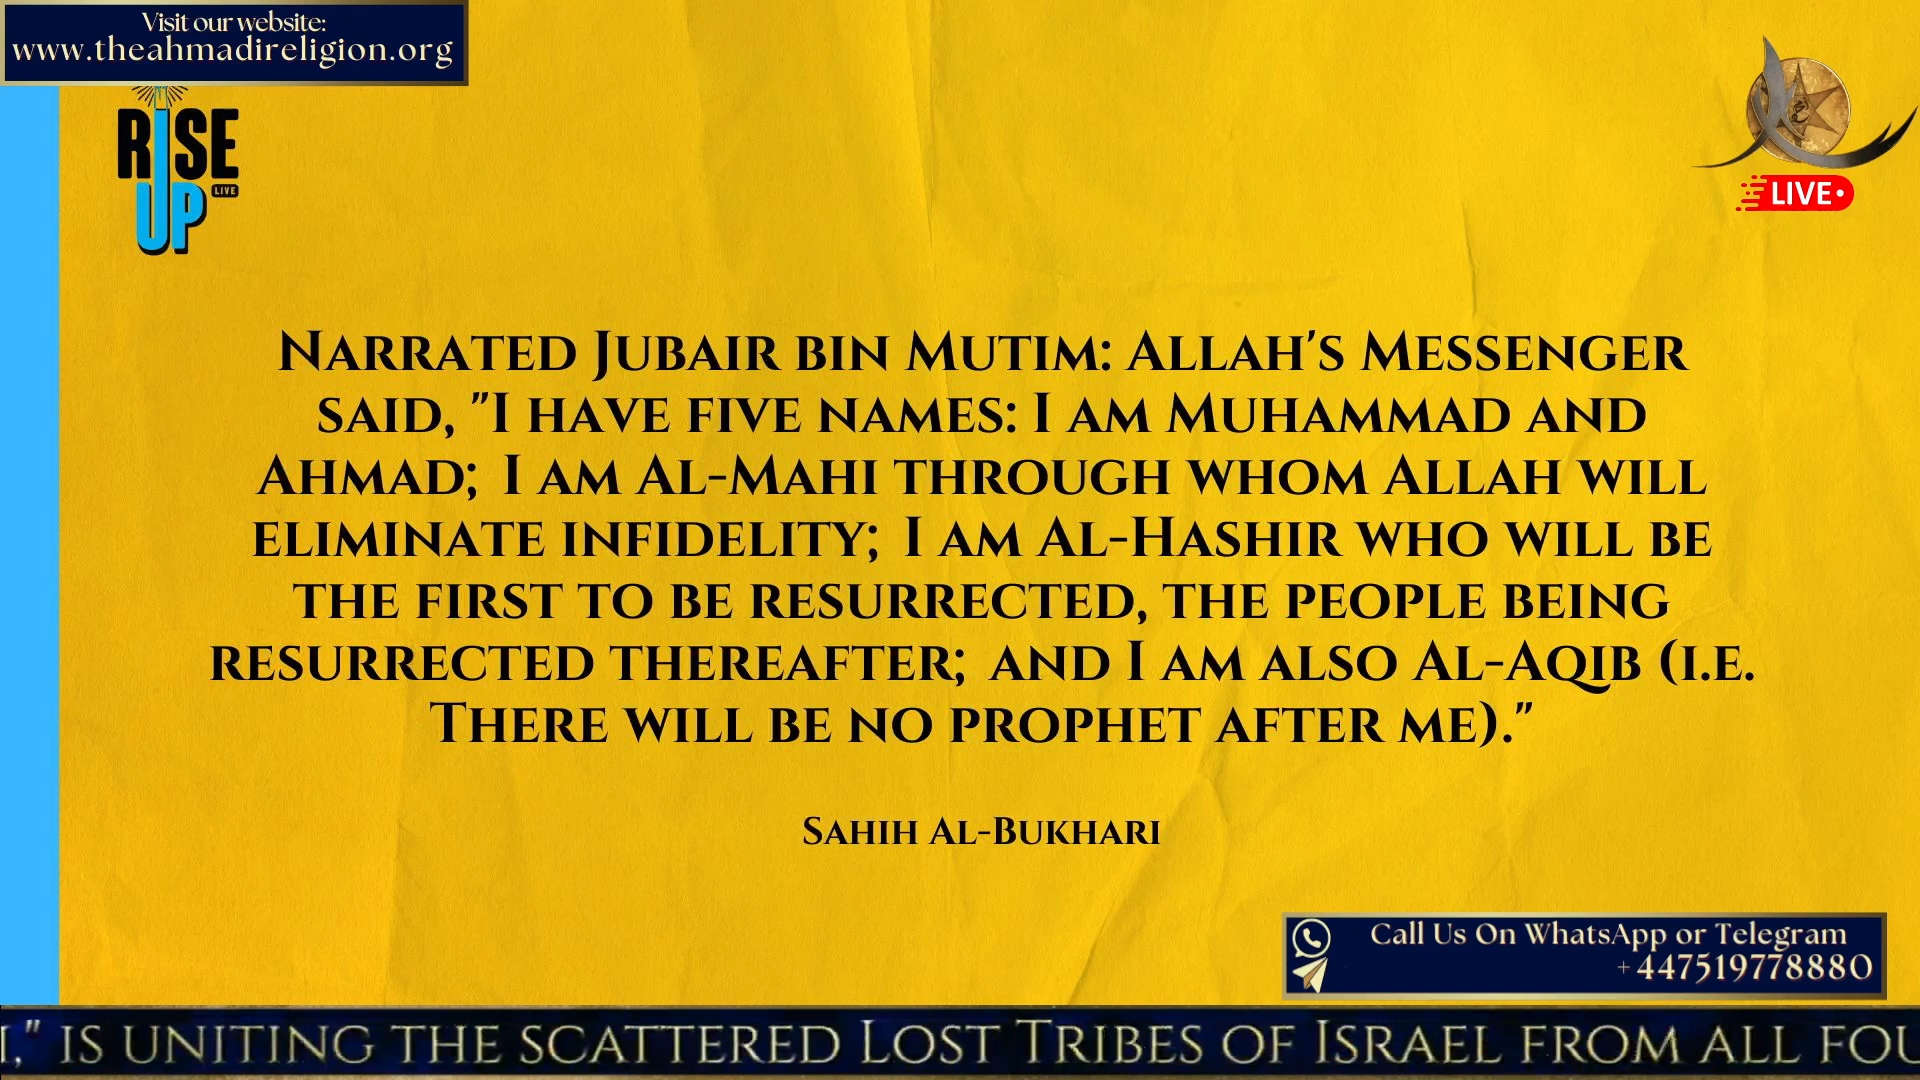 Visit our website:
www.theahmadireligion.org
RISE
UP
LIVE
LIVE
Narrated Jubair bin Mutim: Allah's Messenger
said, "I have five names: I am Muhammad and
Ahmad; I am Al-Mahi through whom Allah will
eliminate infidelity; I am Al-Hashir who will be
the first to be resurrected, the people being
resurrected thereafter; and I am also Al-Aqib (i.e.
There will be no prophet after me)."
Sahih al-Bukhari
Call Us On WhatsApp or Telegram
+447519778880
," is uniting the scattered Lost Tribes of Israel from all